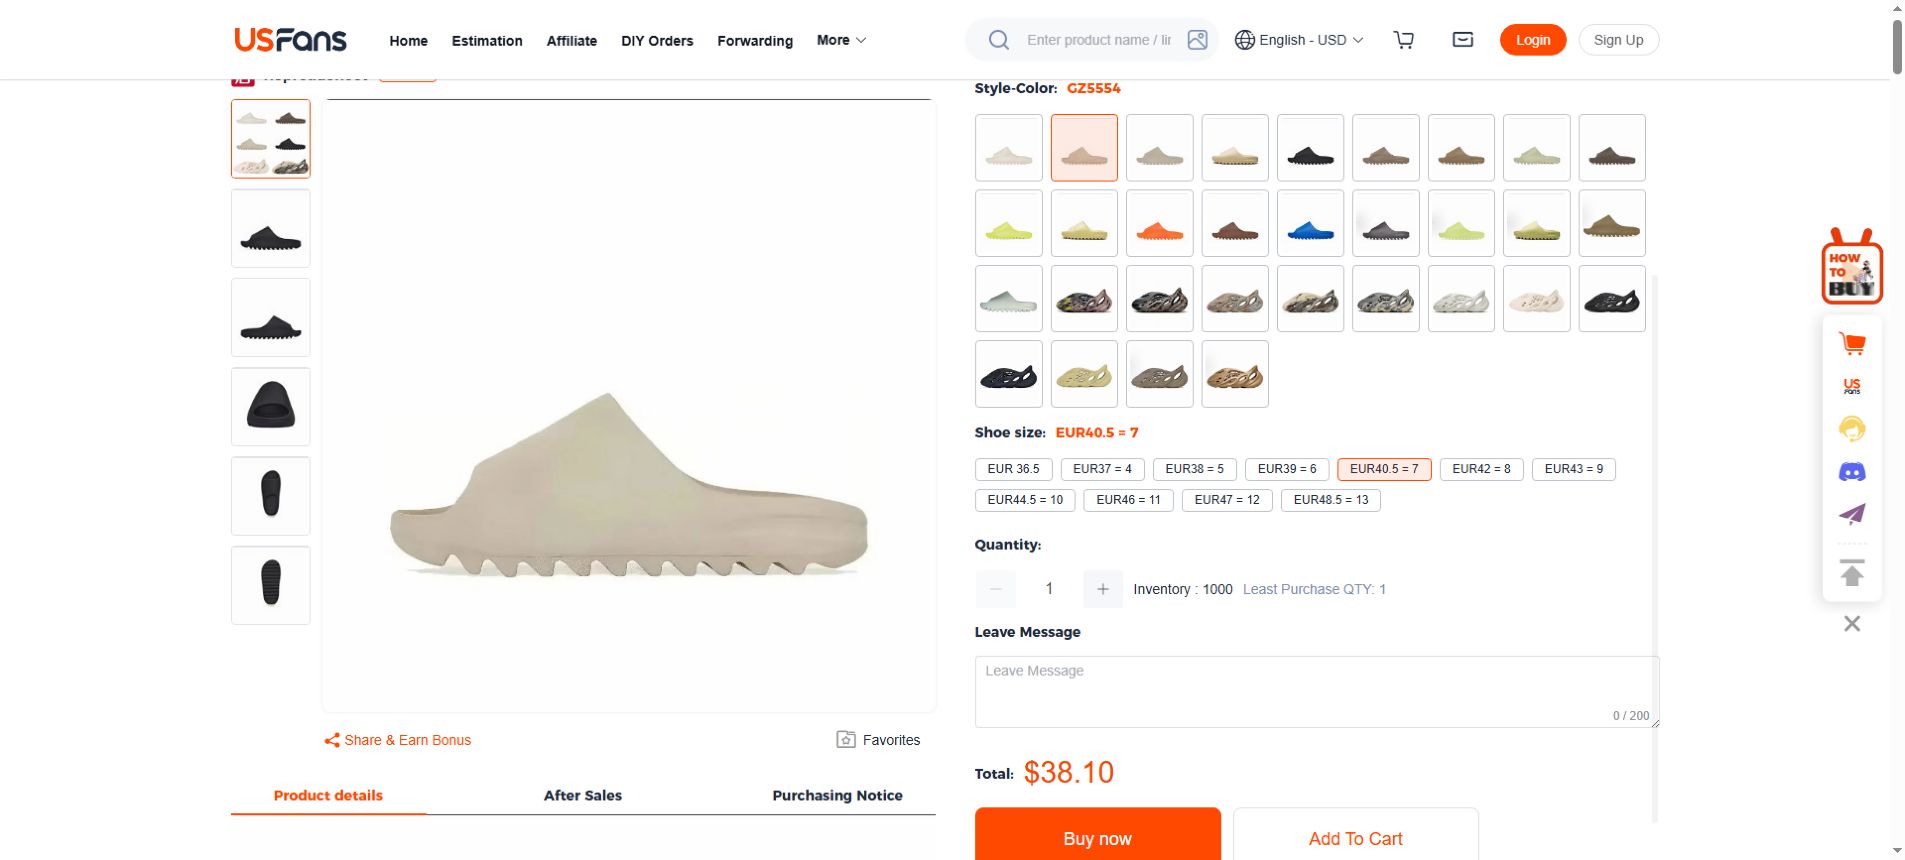 USFans
Home
Estimation
Affiliate
DIY Orders
Forwarding
More
Enter product name / lir
English - USD
Login
Sign Up
Style-Color: GZ5554
Shoe size: EUR40.5 = 7
EUR 36.5
EUR37 = 4
EUR38 = 5
EUR39 = 6
EUR40.5 = 7
EUR42 = 8
EUR43 = 9
EUR44.5 = 10
EUR46 = 11
EUR47 = 12
EUR48.5 = 13
Quantity:
1
Inventory : 1000
Least Purchase QTY: 1
Leave Message
Leave Message
0 / 200
Total: $38.10
Buy now
Add To Cart
Share & Earn Bonus
Favorites
Product details
After Sales
Purchasing Notice
HOW
TO
BUY
US
Fans